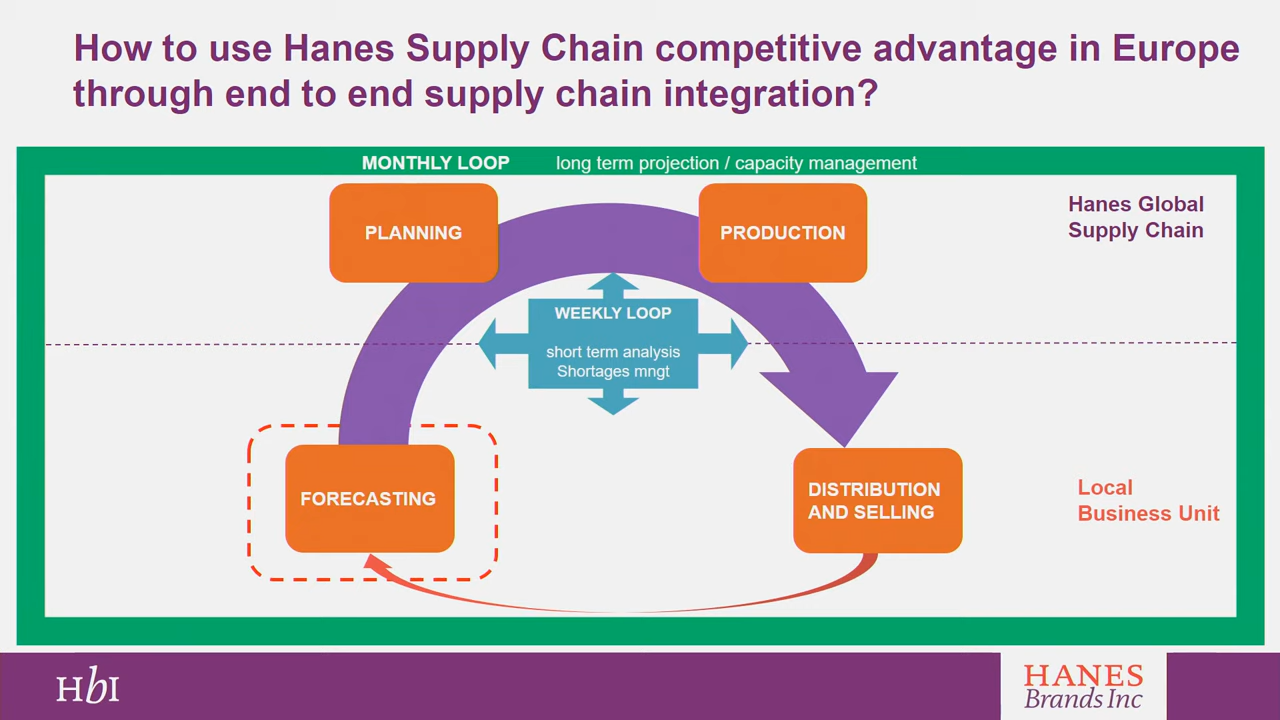 How to use Hanes Supply Chain competitive advantage in Europe
through end to end supply chain integration?
MONTHLY LOOP long term projection / capacity management
PLANNING
PRODUCTION
Hanes Global
Supply Chain
WEEKLY LOOP
short term analysis
Shortages mngt
FORECASTING
DISTRIBUTION
AND SELLING
Local
Business Unit
HbI
HANES
Brands Inc